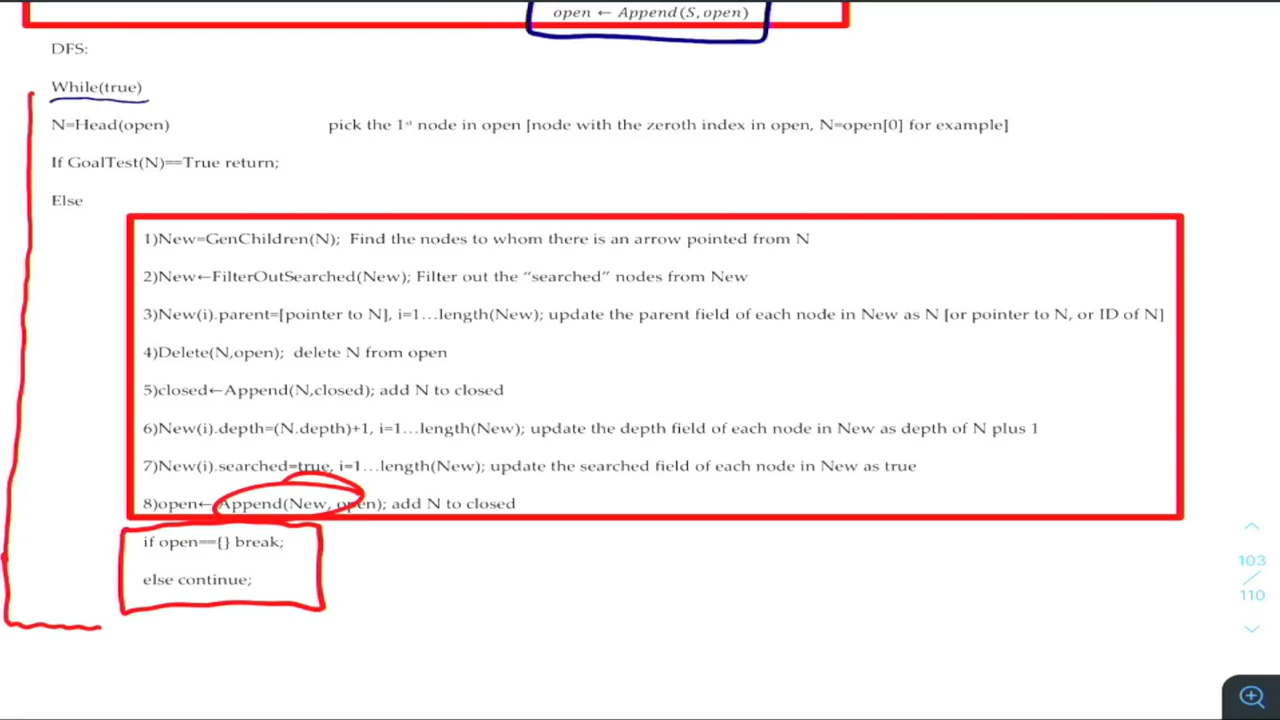 open ← Append(S, open)
DFS:
While(true)
N=Head(open) pick the 1st node in open [node with the zeroth index in open, N=open[0] for example]
If GoalTest(N)==True return;
Else
1)New=GenChildren(N); Find the nodes to whom there is an arrow pointed from N
2)New←FilterOutSearched(New); Filter out the “searched” nodes from New
3)New(i).parent=[pointer to N], i=1…length(New); update the parent field of each node in New as N [or pointer to N, or ID of N]
4)Delete(N,open); delete N from open
5)closed←Append(N,closed); add N to closed
6)New(i).depth=(N.depth)+1, i=1…length(New); update the depth field of each node in New as depth of N plus 1
7)New(i).searched=true, i=1…length(New); update the searched field of each node in New as true
8)open← Append(New, open); add N to closed
if open=={} break;
else continue;
103
110